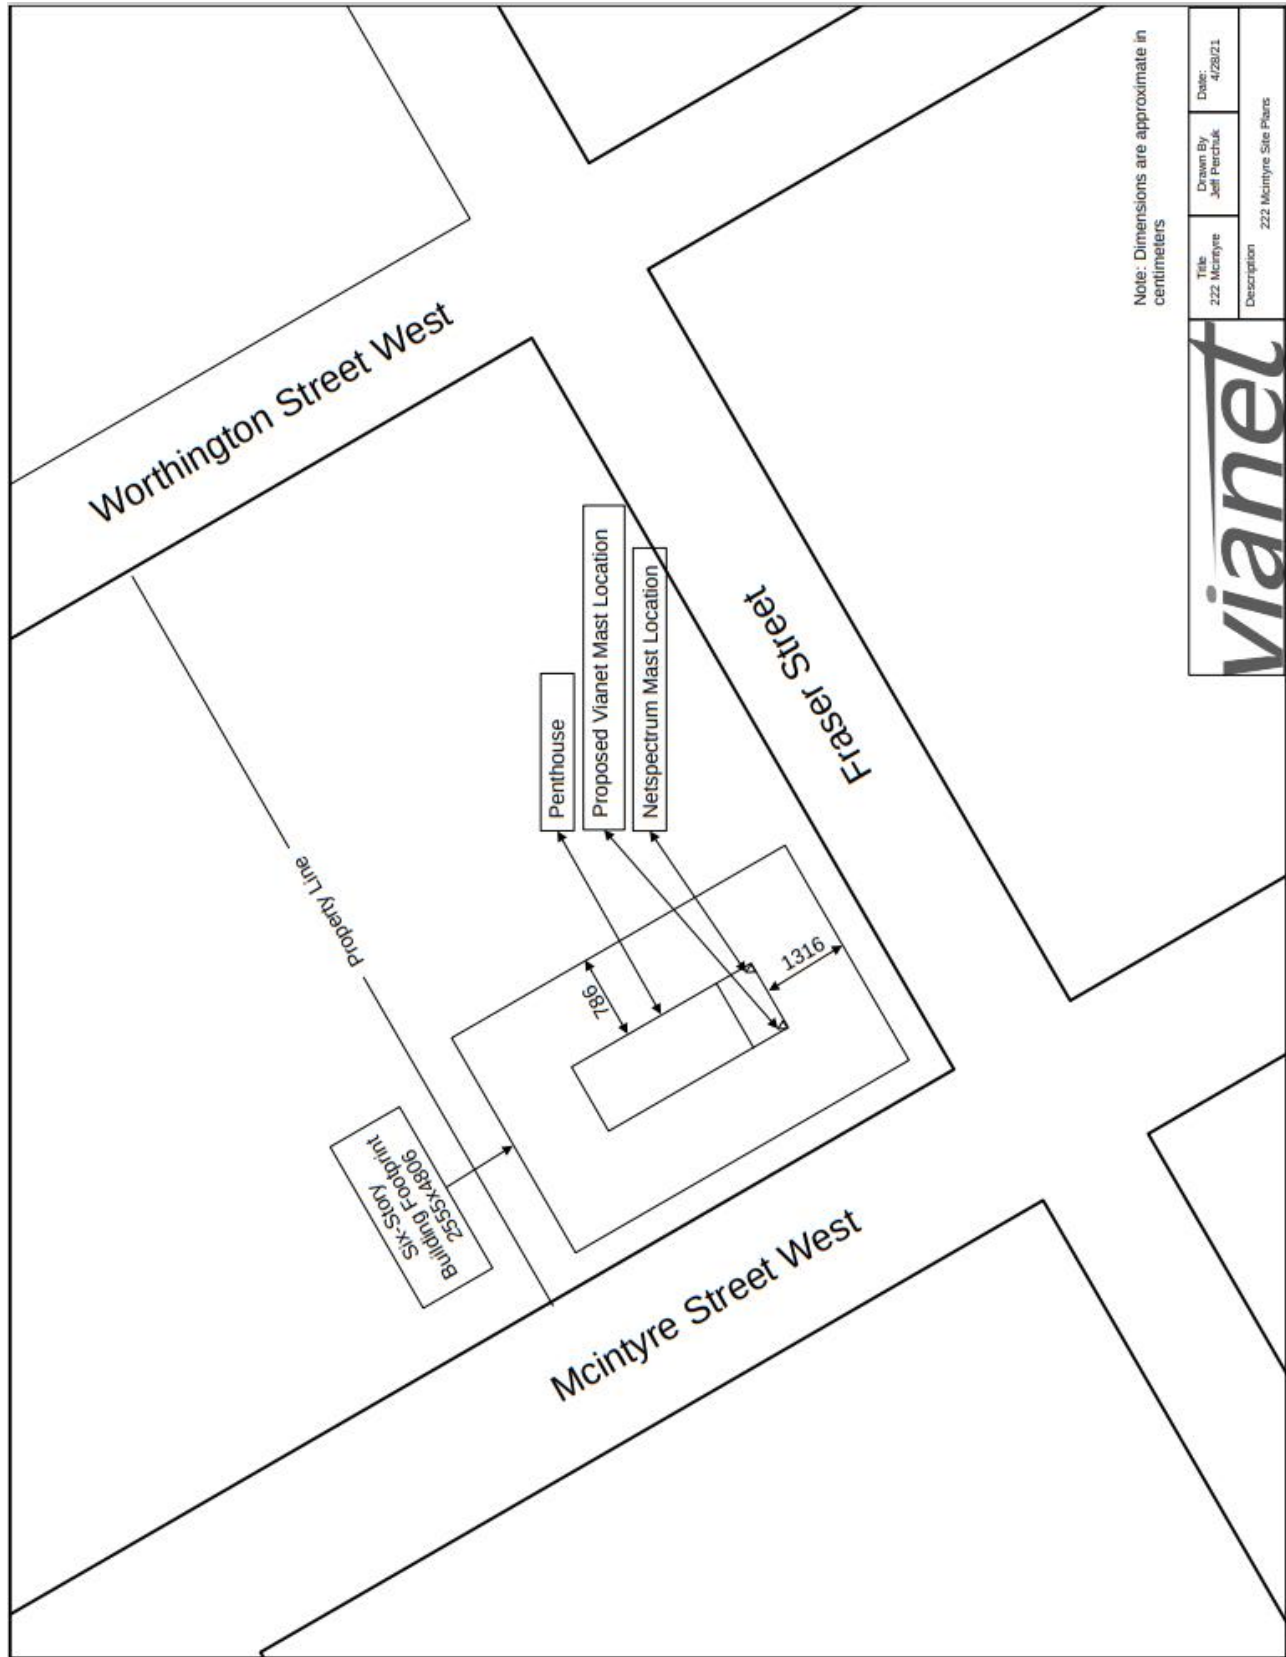 Worthington Street West
Property Line
Six-Story
Building Footprint
2555x4806
Penthouse
Proposed Vianet Mast Location
Netspectrum Mast Location
786
1316
Fraser Street
Mcintyre Street West
Note: Dimensions are approximate in
centimeters
vianet
Title
222 Mcintyre
Drawn By
Jeff Perchuk
Date:
4/28/21
Description
222 Mcintyre Site Plans